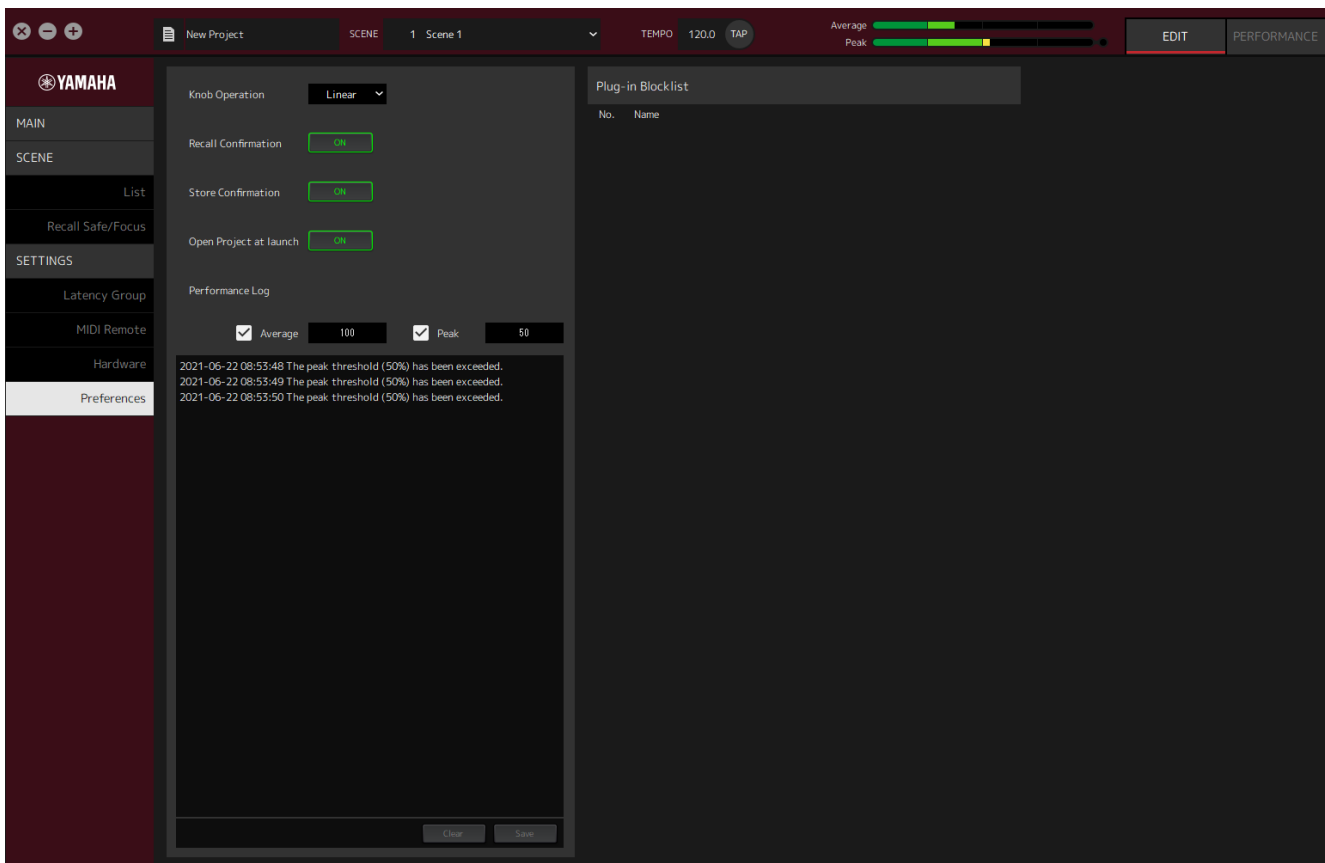 New Project
SCENE
1 Scene 1
TEMPO
120.0
TAP
Average
Peak
EDIT
PERFORMANCE
YAMAHA
MAIN
SCENE
List
Recall Safe/Focus
SETTINGS
Latency Group
MIDI Remote
Hardware
Preferences
Knob Operation
Linear
Recall Confirmation
ON
Store Confirmation
ON
Open Project at launch
ON
Performance Log
Average
100
Peak
50
2021-06-22 08:53:48 The peak threshold (50%) has been exceeded.
2021-06-22 08:53:49 The peak threshold (50%) has been exceeded.
2021-06-22 08:53:50 The peak threshold (50%) has been exceeded.
Clear
Save
Plug-in Blocklist
No. Name